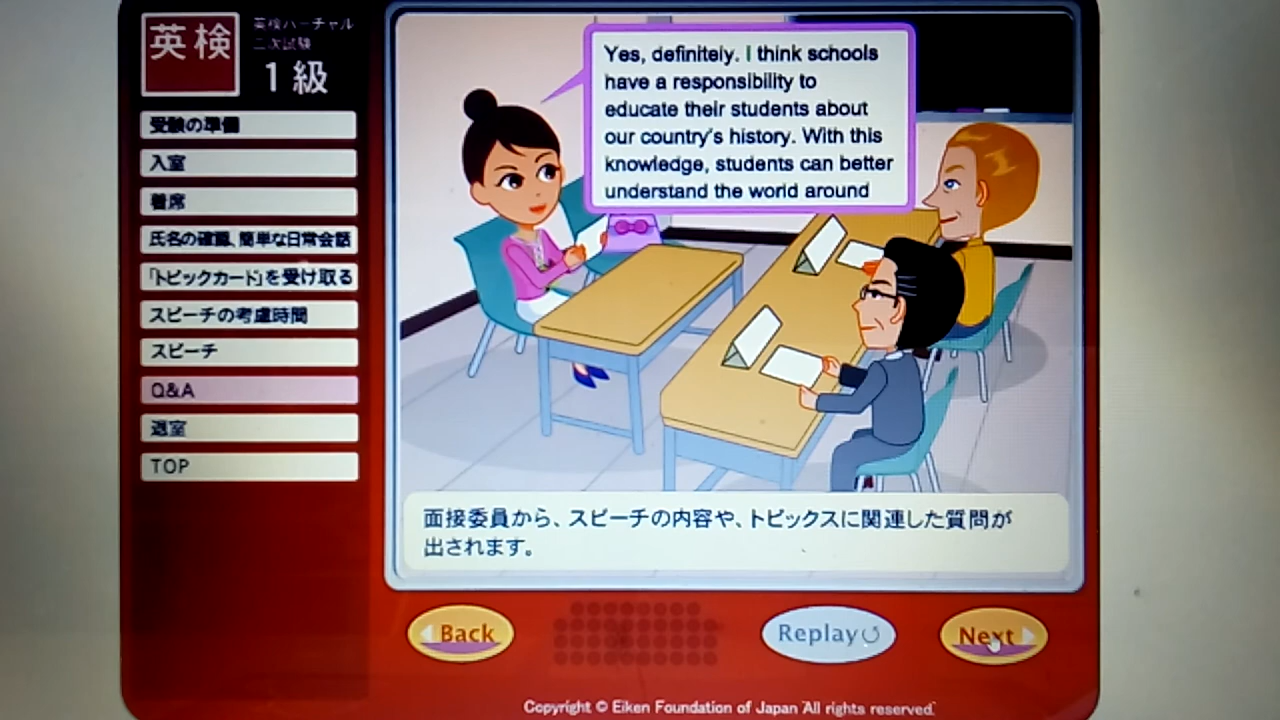 英検
英検バーチャル
二次試験
1級
受験の準備
入室
着席
氏名の確認、簡単な日常会話
「トピックカード」を受け取る
スピーチの考慮時間
スピーチ
Q&A
退室
TOP
Yes, definitely. I think schools
have a responsibility to
educate their students about
our country's history. With this
knowledge, students can better
understand the world around
面接委員から、スピーチの内容や、トピックスに関連した質問が
出されます。
Back
Replay
Next
Copyright © Eiken Foundation of Japan All rights reserved.